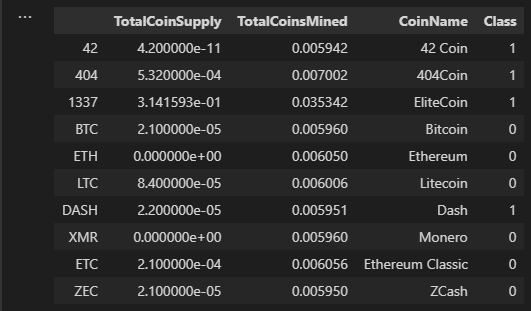 ...
TotalCoinSupply TotalCoinsMined CoinName Class
42 4.200000e-11 0.005942 42 Coin 1
404 5.320000e-04 0.007002 404Coin 1
1337 3.141593e-01 0.035342 EliteCoin 1
BTC 2.100000e-05 0.005960 Bitcoin 0
ETH 0.000000e+00 0.006050 Ethereum 0
LTC 8.400000e-05 0.006006 Litecoin 0
DASH 2.200000e-05 0.005951 Dash 1
XMR 0.000000e+00 0.005960 Monero 0
ETC 2.100000e-04 0.006056 Ethereum Classic 0
ZEC 2.100000e-05 0.005950 ZCash 0